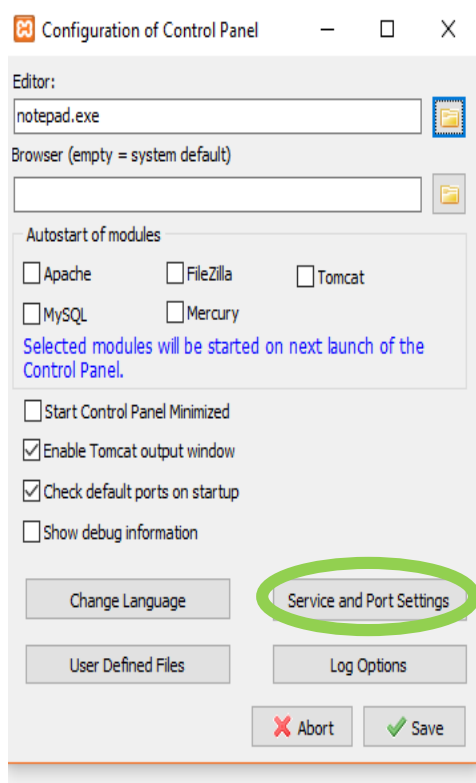 Configuration of Control Panel
Editor:
notepad.exe
Browser (empty = system default)
Autostart of modules
Apache FileZilla Tomcat
MySQL Mercury
Selected modules will be started on next launch of the
Control Panel.
Start Control Panel Minimized
Enable Tomcat output window
Check default ports on startup
Show debug information
Change Language Service and Port Settings
User Defined Files Log Options
Abort Save